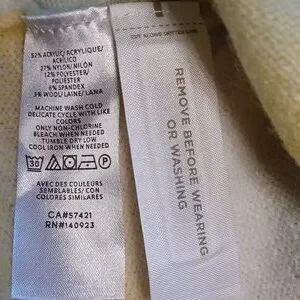 52% ACRYLIC/ ACRYLIQUE/
ACRILICO
27% NYLON/ NILÓN
12% POLYESTER/
POLIÉSTER
6% SPANDEX
3% WOOL/ LAINE/ LANA
MACHINE WASH COLD
DELICATE CYCLE WITH LIKE
COLORS
ONLY NON-CHLORINE
BLEACH WHEN NEEDED
TUMBLE DRY LOW
COOL IRON WHEN NEEDED
30
AVEC DES COULEURS
SEMBLABLES/ CON
COLORES SIMILARES
CA#57421
RN#140923
REMOVE BEFORE WEARING
OR WASHING